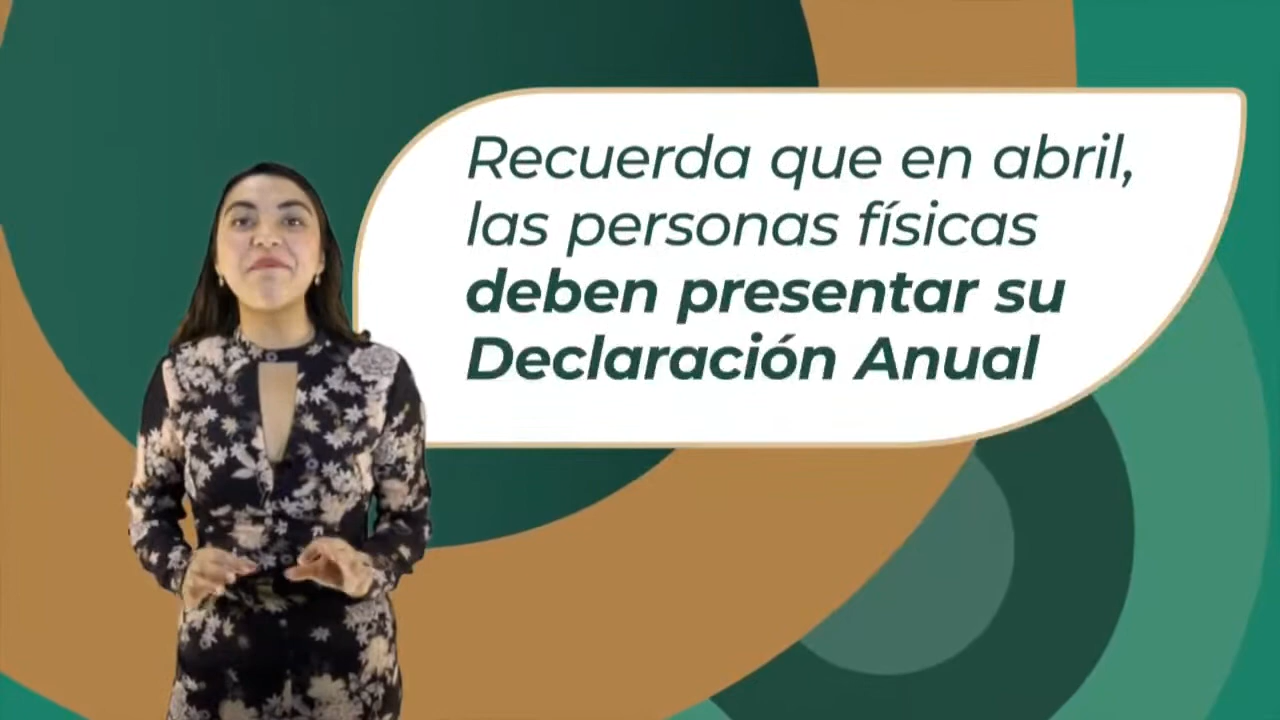 Recuerda que en abril,
las personas físicas
deben presentar su
Declaración Anual